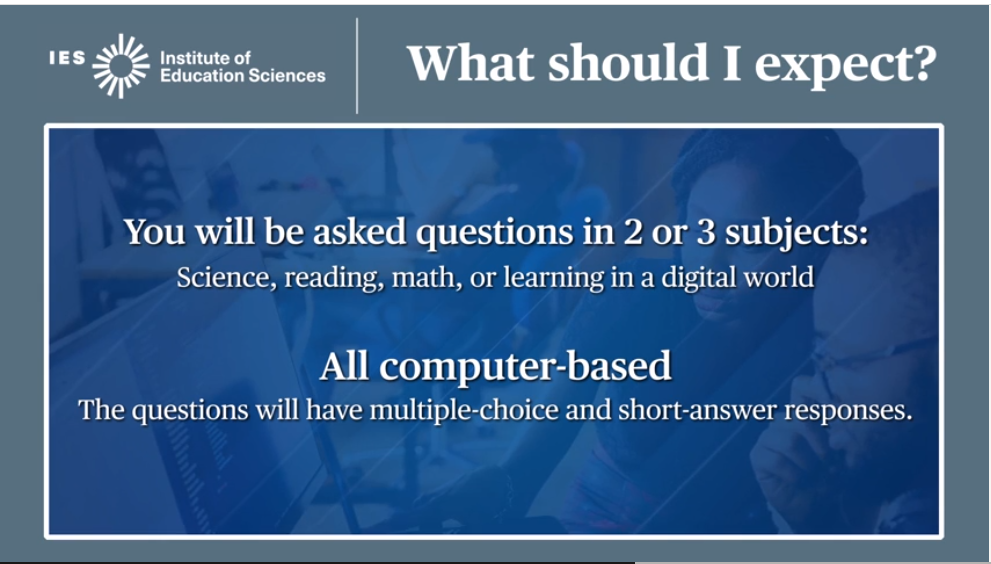 IES
Institute of
Education Sciences
What should I expect?
You will be asked questions in 2 or 3 subjects:
Science, reading, math, or learning in a digital world
All computer-based
The questions will have multiple-choice and short-answer responses.